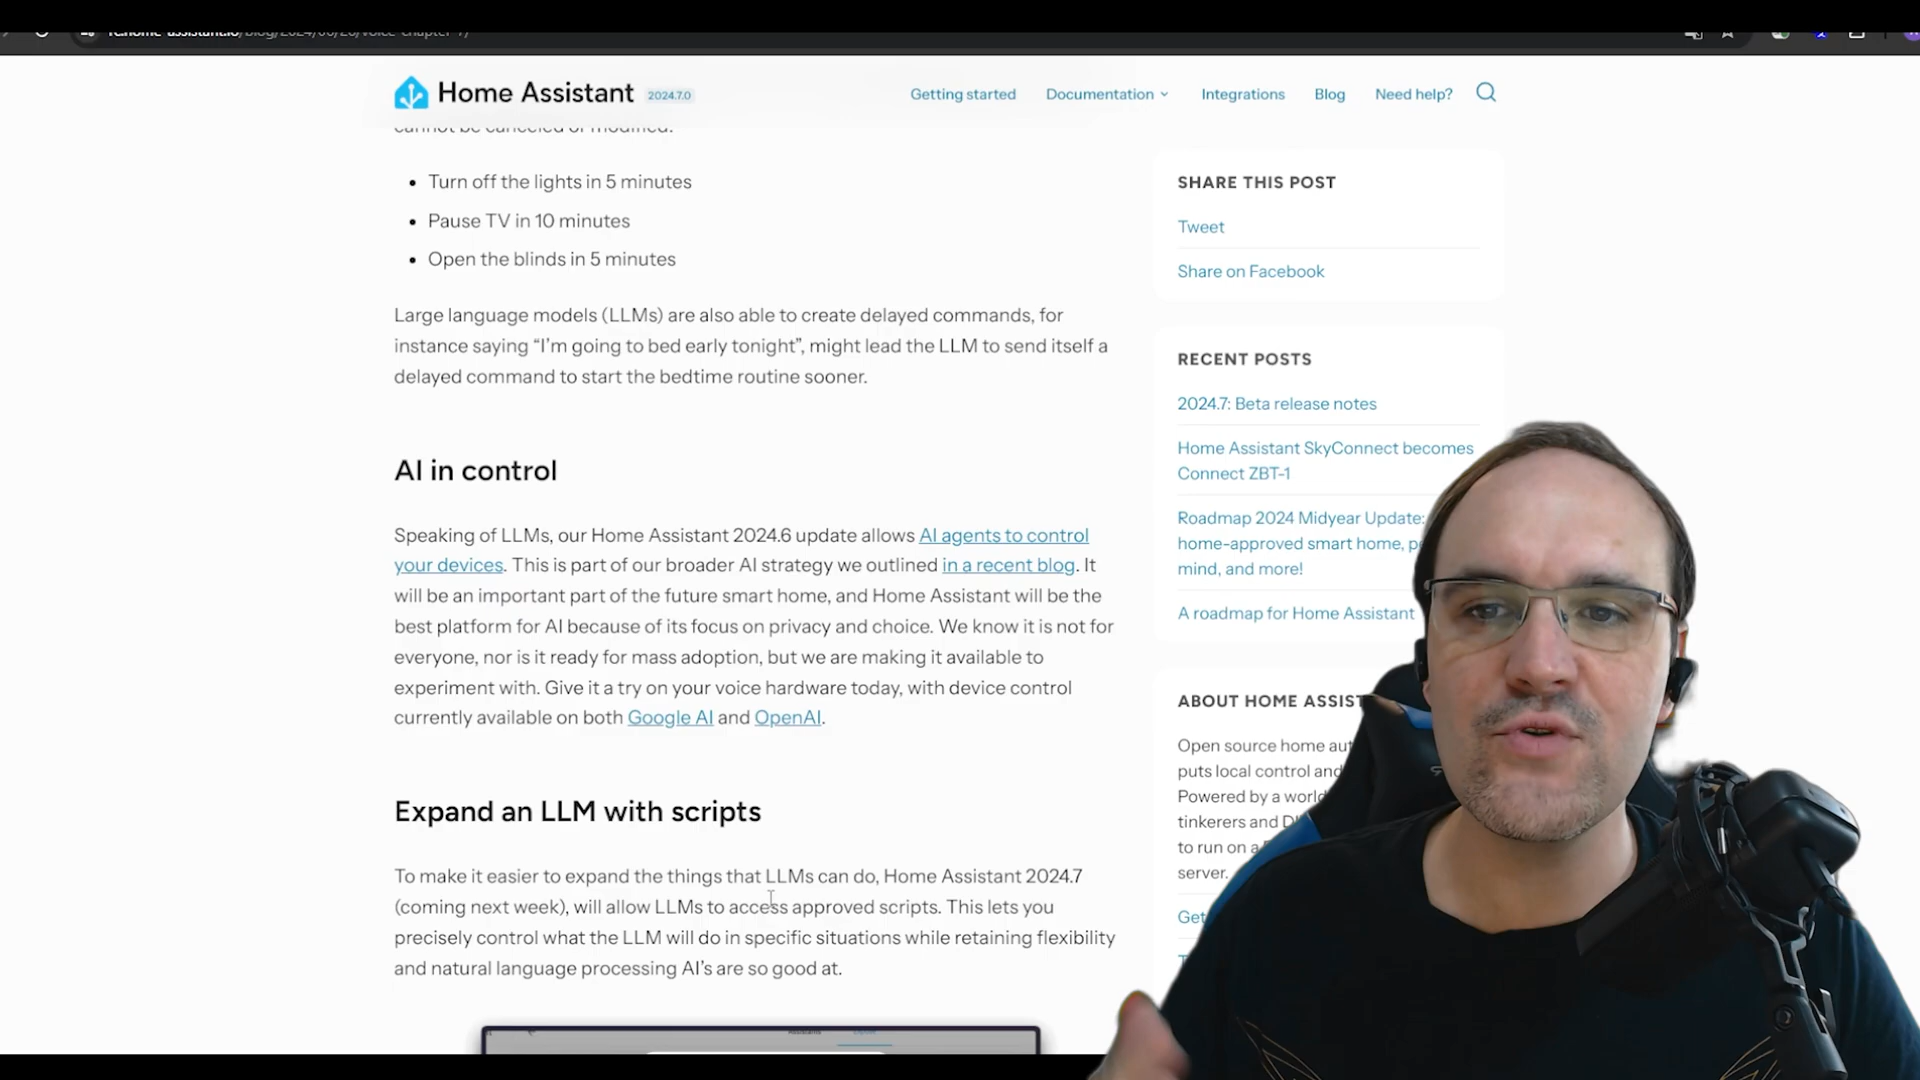 Home Assistant 2024.7.0
Getting started Documentation Integrations Blog Need help?
cannot be canceled or modified.
Turn off the lights in 5 minutes
Pause TV in 10 minutes
Open the blinds in 5 minutes
Large language models (LLMs) are also able to create delayed commands, for
instance saying “I’m going to bed early tonight”, might lead the LLM to send itself a
delayed command to start the bedtime routine sooner.
AI in control
Speaking of LLMs, our Home Assistant 2024.6 update allows AI agents to control
your devices. This is part of our broader AI strategy we outlined in a recent blog. It
will be an important part of the future smart home, and Home Assistant will be the
best platform for AI because of its focus on privacy and choice. We know it is not for
everyone, nor is it ready for mass adoption, but we are making it available to
experiment with. Give it a try on your voice hardware today, with device control
currently available on both Google AI and OpenAI.
Expand an LLM with scripts
To make it easier to expand the things that LLMs can do, Home Assistant 2024.7
(coming next week), will allow LLMs to access approved scripts. This lets you
precisely control what the LLM will do in specific situations while retaining flexibility
and natural language processing AI’s are so good at.
SHARE THIS POST
Tweet
Share on Facebook
RECENT POSTS
2024.7: Beta release notes
Home Assistant SkyConnect becomes
Connect ZBT-1
Roadmap 2024 Midyear Update:
home-approved smart home, pe
mind, and more!
A roadmap for Home Assistant
ABOUT HOME ASSIST
Open source home aut
puts local control and
Powered by a world
tinkerers and DI
to run on a
server.
Get